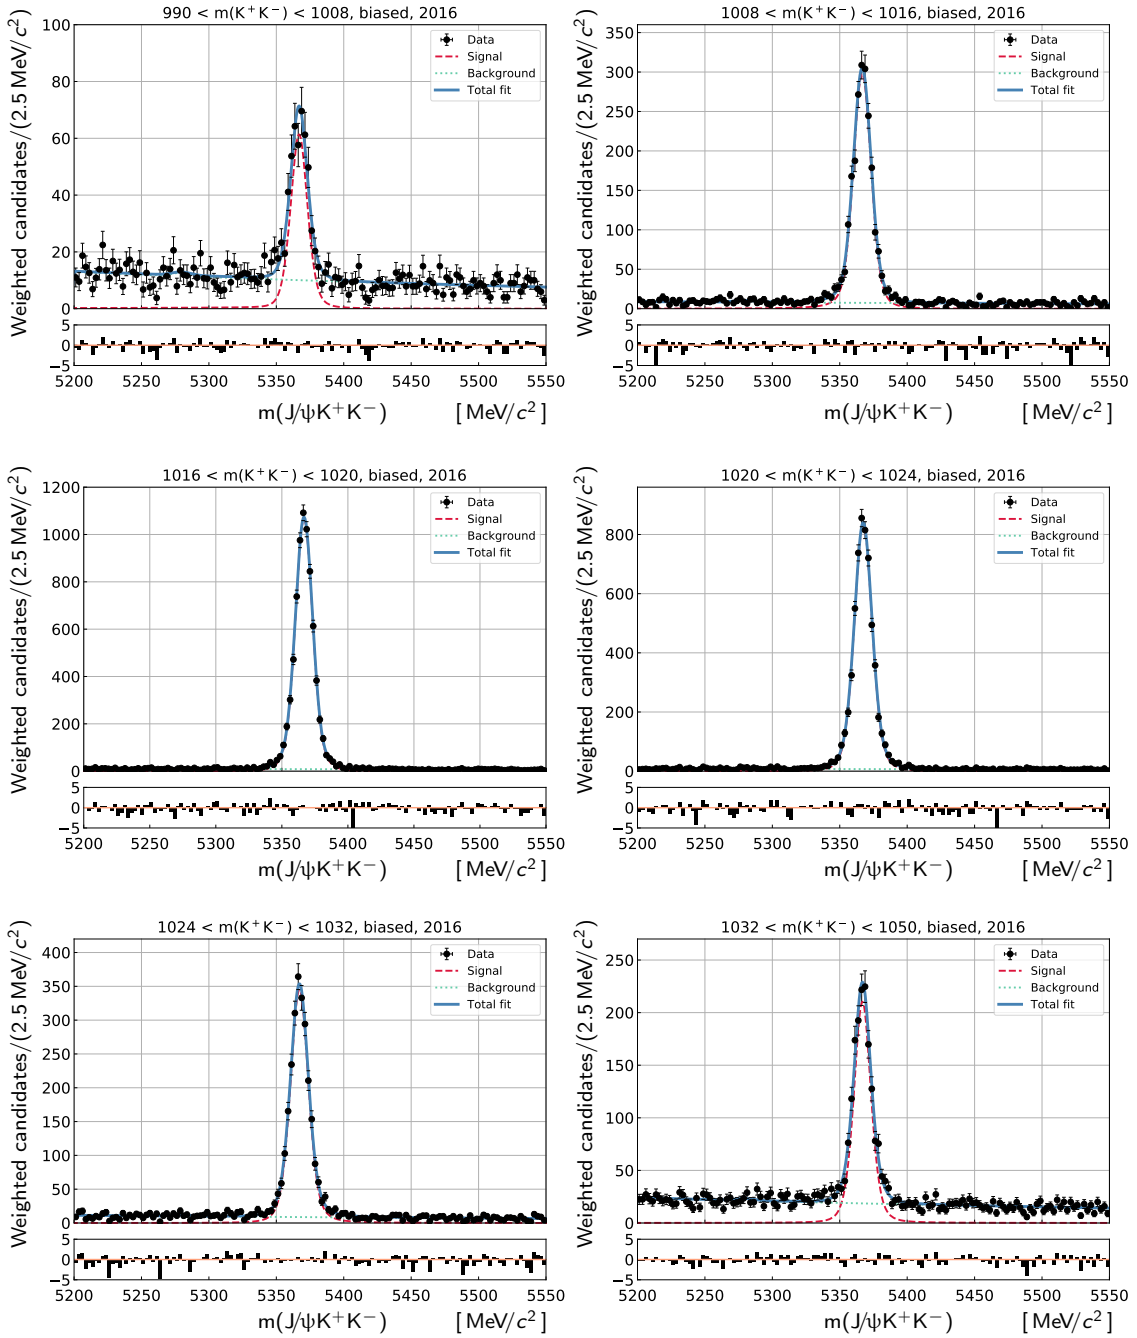 990 < m(K⁺K⁻) < 1008, biased, 2016
Weighted candidates/(2.5 MeV/c²)
100
80
60
40
20
0
Data
Signal
Background
Total fit
5
0
−5
5200 5250 5300 5350 5400 5450 5500 5550
m(J/ψK⁺K⁻) [MeV/c²]
1008 < m(K⁺K⁻) < 1016, biased, 2016
Weighted candidates/(2.5 MeV/c²)
350
300
250
200
150
100
50
0
Data
Signal
Background
Total fit
5
0
−5
5200 5250 5300 5350 5400 5450 5500 5550
m(J/ψK⁺K⁻) [MeV/c²]
1016 < m(K⁺K⁻) < 1020, biased, 2016
Weighted candidates/(2.5 MeV/c²)
1200
1000
800
600
400
200
0
Data
Signal
Background
Total fit
5
0
−5
5200 5250 5300 5350 5400 5450 5500 5550
m(J/ψK⁺K⁻) [MeV/c²]
1020 < m(K⁺K⁻) < 1024, biased, 2016
Weighted candidates/(2.5 MeV/c²)
800
600
400
200
0
Data
Signal
Background
Total fit
5
0
−5
5200 5250 5300 5350 5400 5450 5500 5550
m(J/ψK⁺K⁻) [MeV/c²]
1024 < m(K⁺K⁻) < 1032, biased, 2016
Weighted candidates/(2.5 MeV/c²)
400
350
300
250
200
150
100
50
0
Data
Signal
Background
Total fit
5
0
−5
5200 5250 5300 5350 5400 5450 5500 5550
m(J/ψK⁺K⁻) [MeV/c²]
1032 < m(K⁺K⁻) < 1050, biased, 2016
Weighted candidates/(2.5 MeV/c²)
250
200
150
100
50
0
Data
Signal
Background
Total fit
5
0
−5
5200 5250 5300 5350 5400 5450 5500 5550
m(J/ψK⁺K⁻) [MeV/c²]